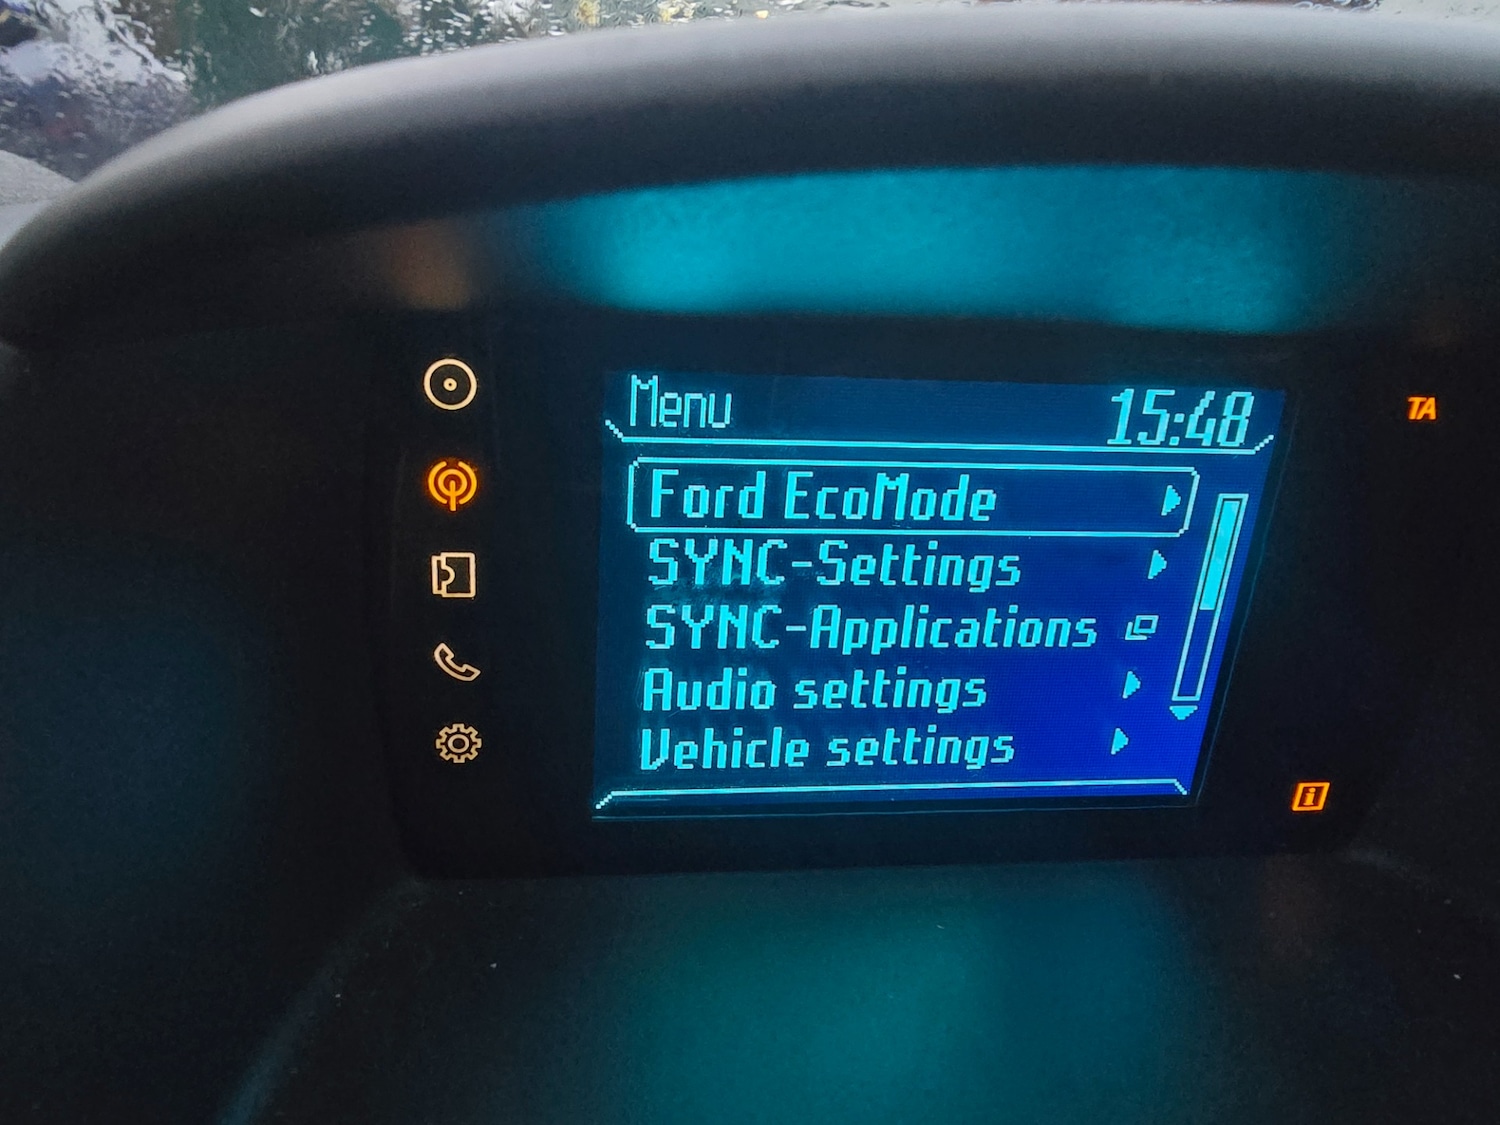 Menu 15:48
TA
Ford EcoMode
SYNC-Settings
SYNC-Applications
Audio settings
Vehicle settings
i